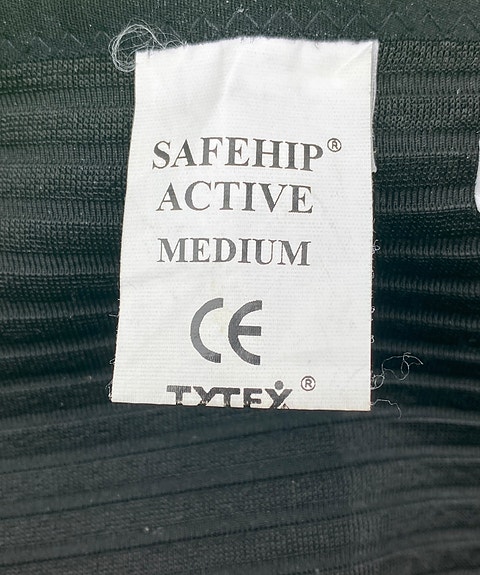 SAFEHIP®
ACTIVE
MEDIUM
CE
TYTEX®